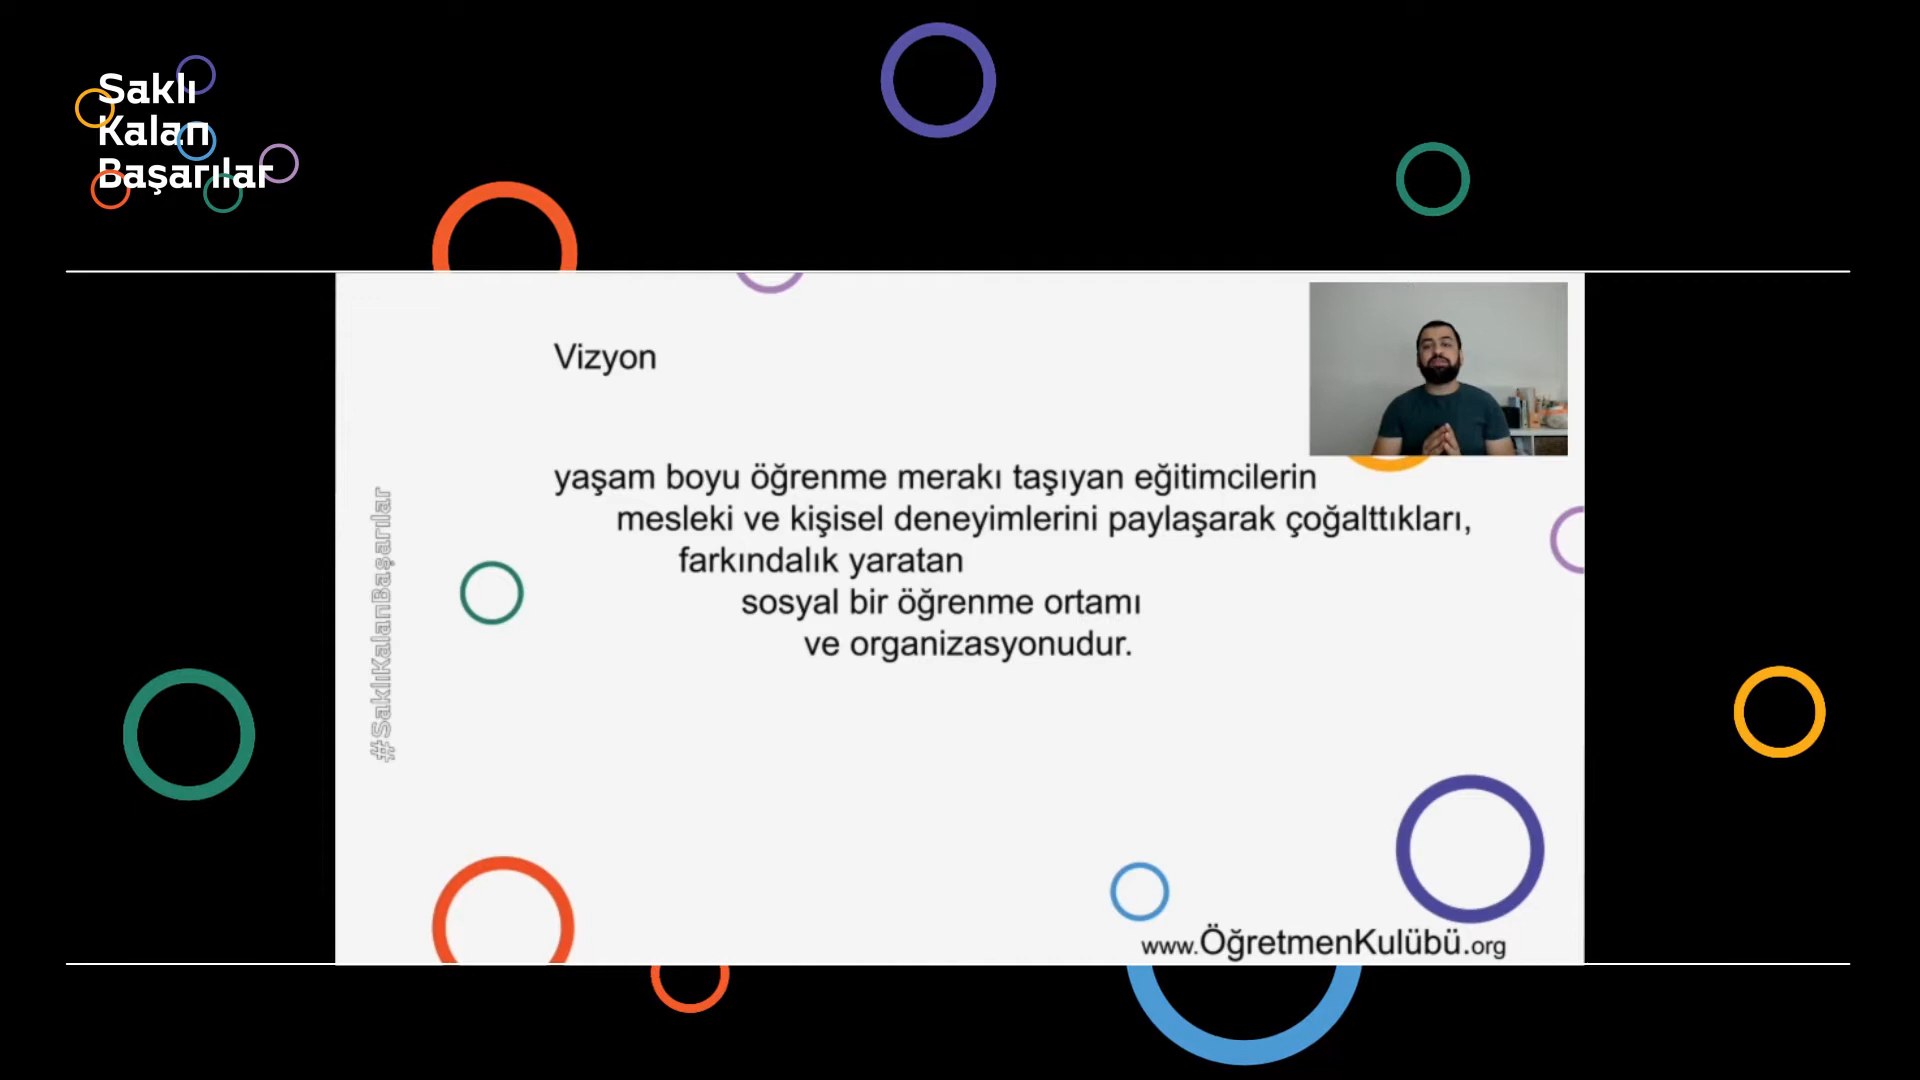 Saklı
Kalan
Başarılar
Vizyon
yaşam boyu öğrenme merakı taşıyan eğitimcilerin
mesleki ve kişisel deneyimlerini paylaşarak çoğalttıkları,
farkındalık yaratan
sosyal bir öğrenme ortamı
ve organizasyonudur.
#SaklıKalanBaşarılar
www.ÖğretmenKulübü.org